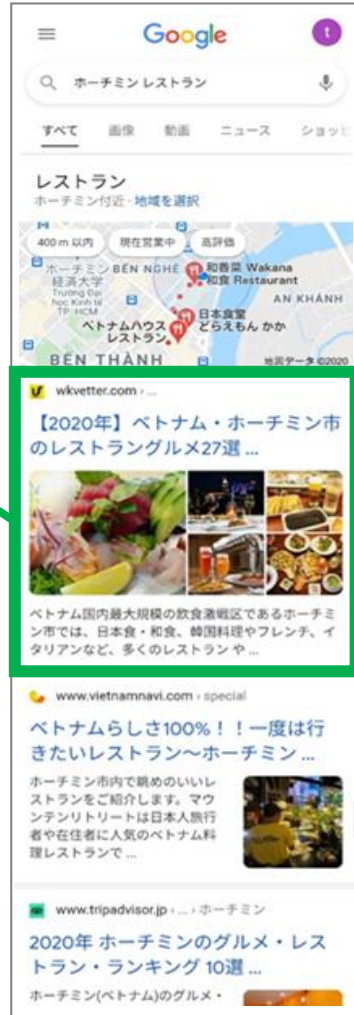 Google
t
ホーチミン レストラン
すべて 画像 動画 ニュース ショッピ
レストラン
ホーチミン付近・地域を選択
400 m 以内 現在営業中 高評価
ホーチミン
経済大学
Trường Đại
học Kinh tế
TP HCM
BẾN NGHÉ
和香菜 Wakana
和食 Restaurant
AN KHÁNH
ベトナムハウス
レストラン
日本食堂
どらえもん かか
BẾN THÀNH
地図データ ©2020
wkvetter.com › ...
【2020年】ベトナム・ホーチミン市
のレストラングルメ27選 ...
ベトナム国内最大規模の飲食激戦区であるホーチミ
ン市では、日本食・和食、韓国料理やフレンチ、イ
タリアンなど、多くのレストラン や ...
www.vietnamnavi.com › special
ベトナムらしさ100%！！一度は行
きたいレストラン～ホーチミン ...
ホーチミン市内で眺めのいいレ
ストランをご紹介します。マウ
ンテンリトリートは日本人旅行
者や在住者に人気のベトナム料
理レストランで ...
www.tripadvisor.jp › ... › ホーチミン
2020年 ホーチミンのグルメ・レス
トラン・ランキング 10選 ...
ホーチミン(ベトナム)のグルメ・